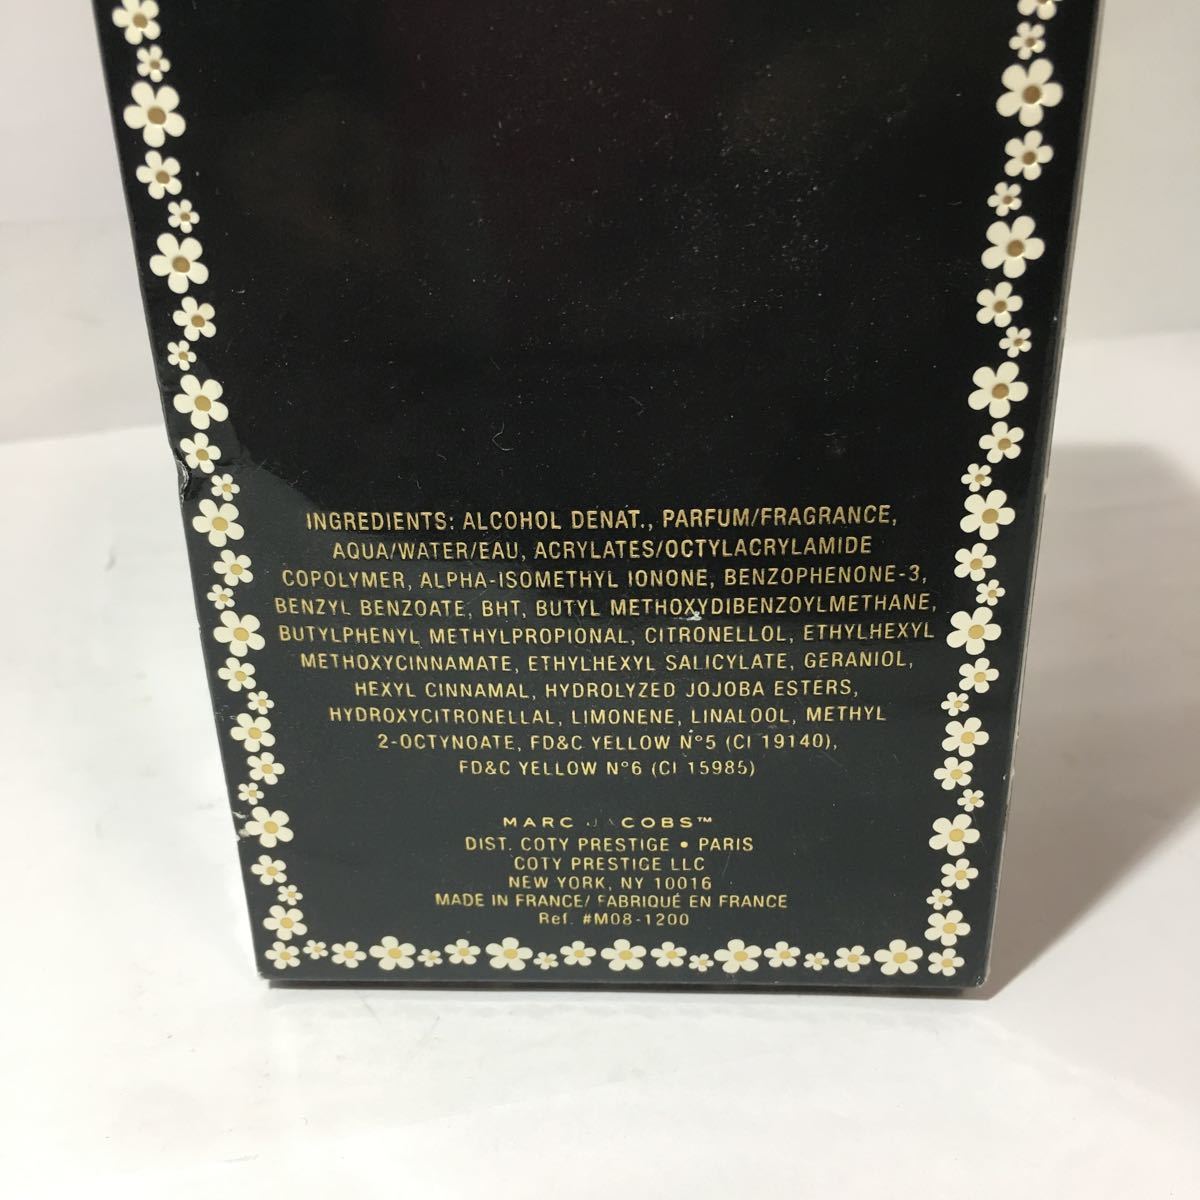 INGREDIENTS: ALCOHOL DENAT., PARFUM/FRAGRANCE,
AQUA/WATER/EAU, ACRYLATES/OCTYLACRYLAMIDE
COPOLYMER, ALPHA-ISOMETHYL IONONE, BENZOPHENONE-3,
BENZYL BENZOATE, BHT, BUTYL METHOXYDIBENZOYLMETHANE,
BUTYLPHENYL METHYLPROPIONAL, CITRONELLOL, ETHYLHEXYL
METHOXYCINNAMATE, ETHYLHEXYL SALICYLATE, GERANIOL,
HEXYL CINNAMAL, HYDROLYZED JOJOBA ESTERS,
HYDROXYCITRONELLAL, LIMONENE, LINALOOL, METHYL
2-OCTYNOATE, FD&C YELLOW N°5 (CI 19140),
FD&C YELLOW N°6 (CI 15985)
MARC JACOBS™
DIST. COTY PRESTIGE • PARIS
COTY PRESTIGE LLC
NEW YORK, NY 10016
MADE IN FRANCE/ FABRIQUÉ EN FRANCE
Ref. #M08-1200